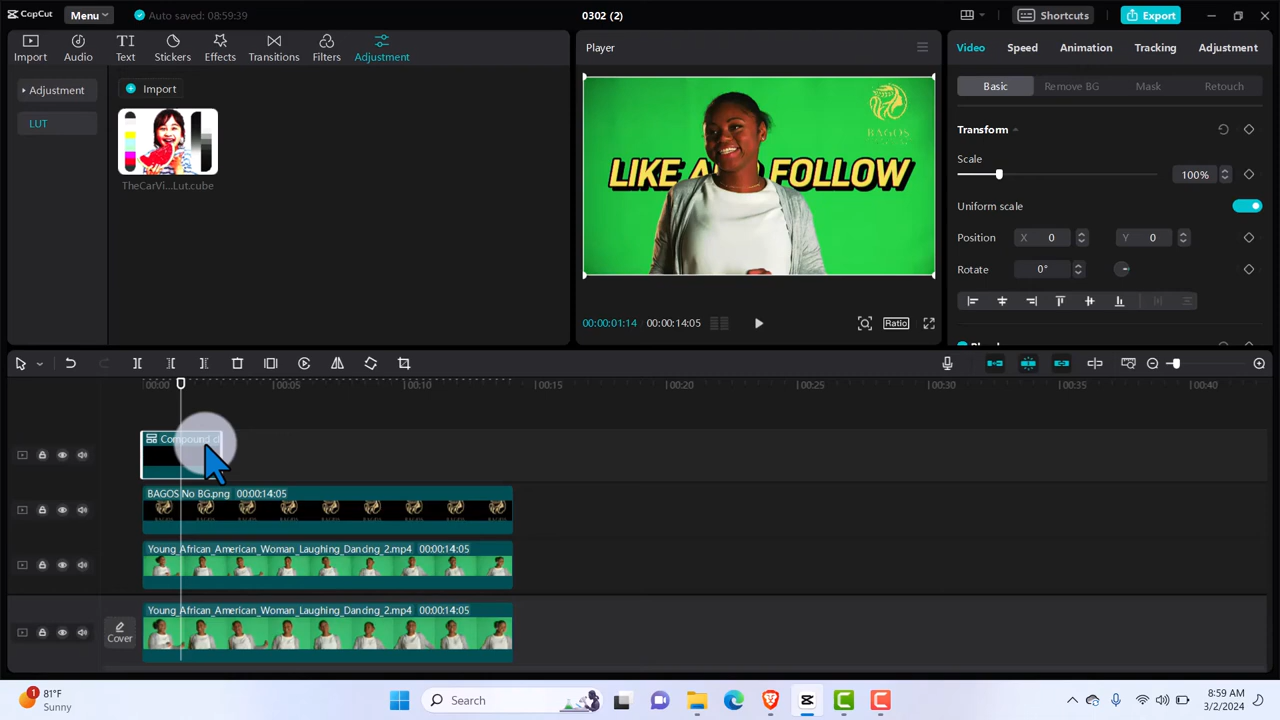 CapCut
Menu
Auto saved: 08:59:39
0302 (2)
Shortcuts
Export
Import
Audio
Text
Stickers
Effects
Transitions
Filters
Adjustment
Adjustment
LUT
Import
TheCarVi...Lut.cube
Player
BAGOS
LIKE A D FOLLOW
00:00:01:14
00:00:14:05
Ratio
Video
Speed
Animation
Tracking
Adjustment
Basic
Remove BG
Mask
Retouch
Transform
Scale
100%
Uniform scale
Position
X 0
Y 0
Rotate
0°
00:00
00:05
00:10
00:15
00:20
00:25
00:30
00:35
00:40
Compound cl
BAGOS No BG.png 00:00:14:05
Young_African_American_Woman_Laughing_Dancing_2.mp4 00:00:14:05
Young_African_American_Woman_Laughing_Dancing_2.mp4 00:00:14:05
Cover
1
81°F
Sunny
Search
8:59 AM
3/2/2024